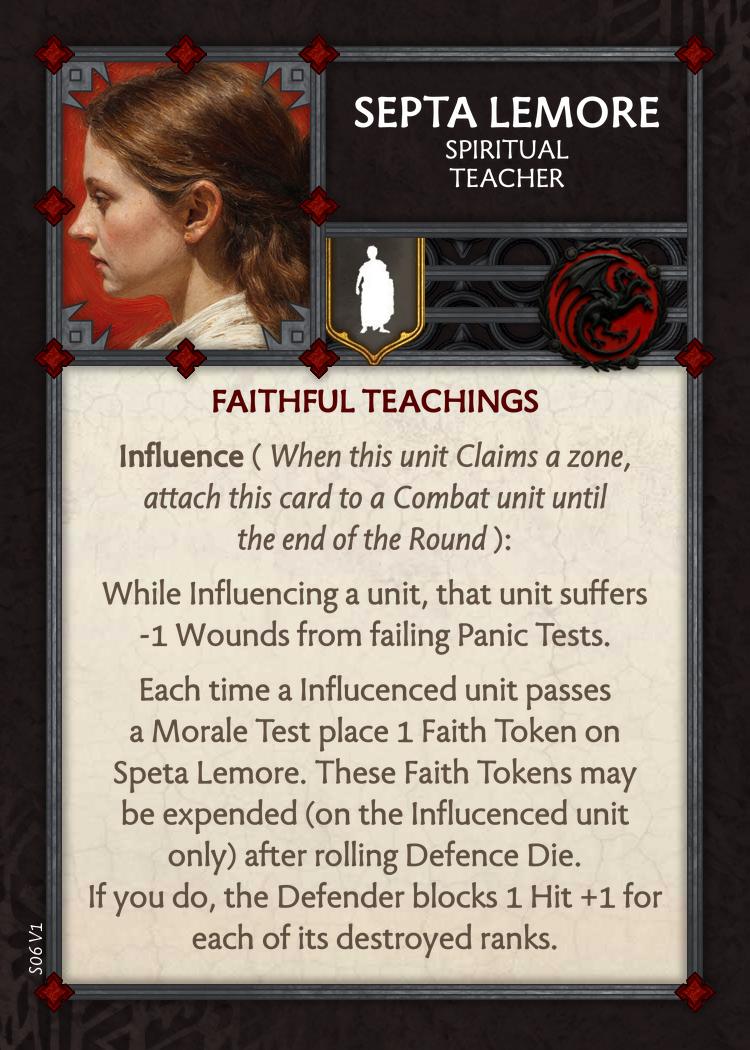 SEPTA LEMORE
SPIRITUAL
TEACHER
FAITHFUL TEACHINGS
Influence ( When this unit Claims a zone,
attach this card to a Combat unit until
the end of the Round ):
While Influencing a unit, that unit suffers
-1 Wounds from failing Panic Tests.
Each time a Influcenced unit passes
a Morale Test place 1 Faith Token on
Speta Lemore. These Faith Tokens may
be expended (on the Influcenced unit
only) after rolling Defence Die.
If you do, the Defender blocks 1 Hit +1 for
each of its destroyed ranks.
S06 V1